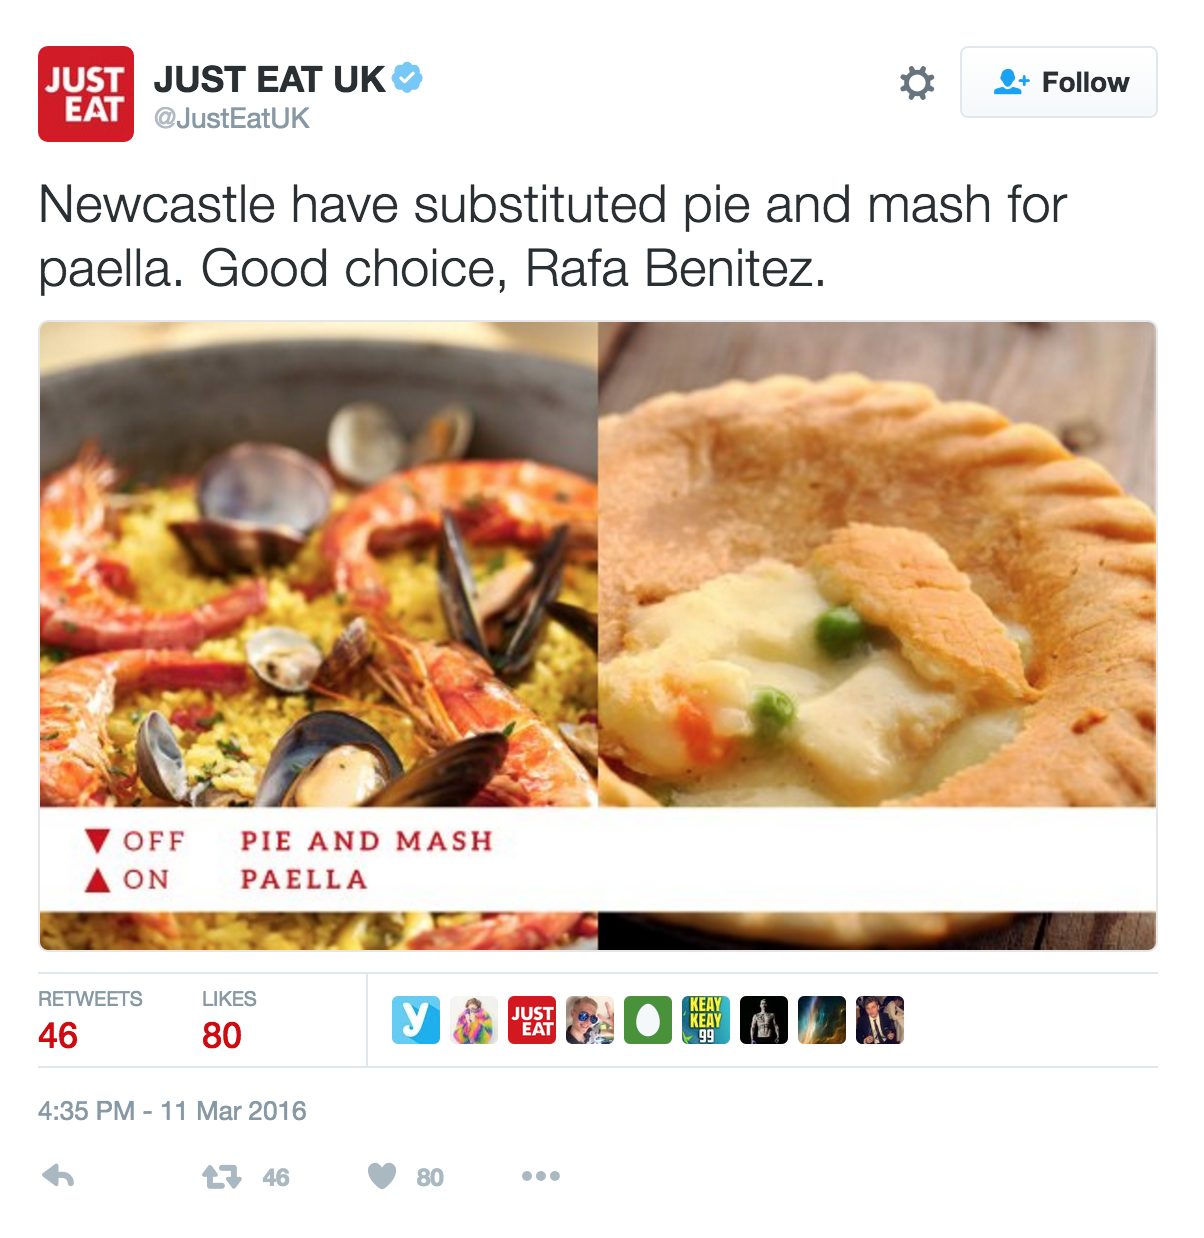 JUST
EAT
JUST EAT UK
@JustEatUK
Follow
Newcastle have substituted pie and mash for
paella. Good choice, Rafa Benitez.
▼ OFF PIE AND MASH
▲ ON PAELLA
RETWEETS LIKES
46 80
y
JUST
EAT
KEAY
KEAY
99
4:35 PM - 11 Mar 2016
46 80